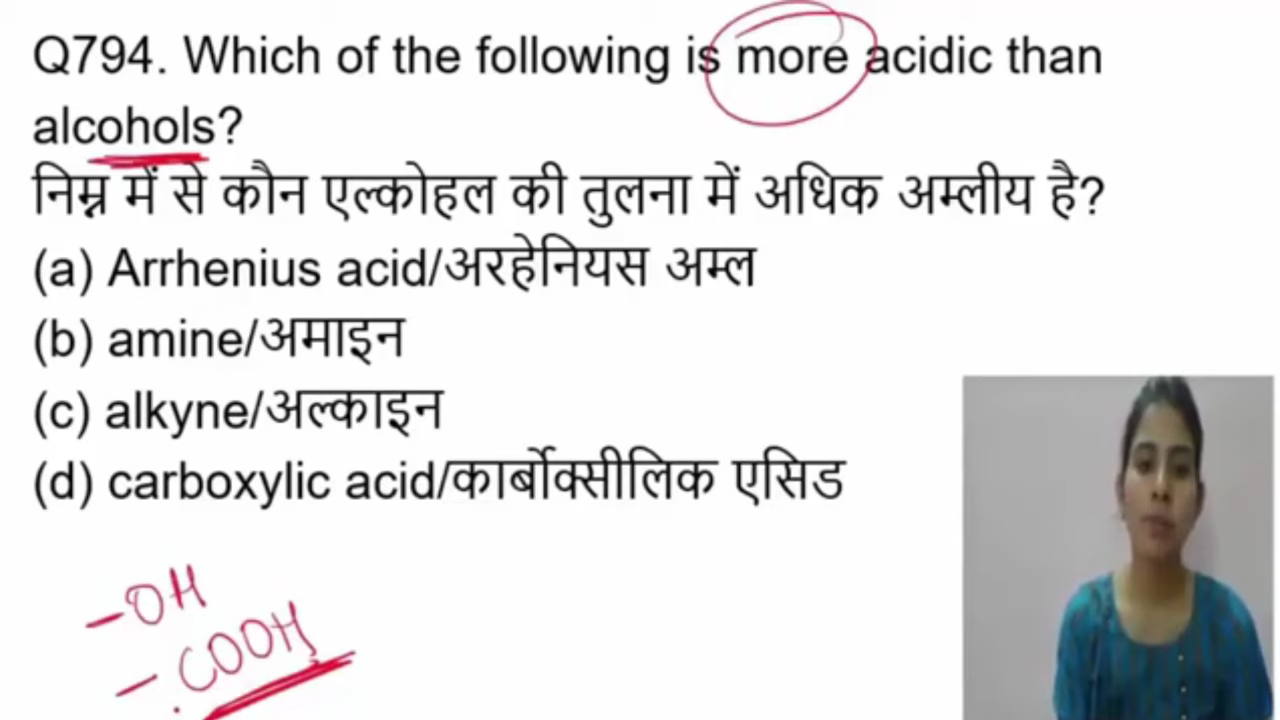 Q794. Which of the following is more acidic than
alcohols?
निम्न में से कौन एल्कोहल की तुलना में अधिक अम्लीय है?
(a) Arrhenius acid/अरहेनियस अम्ल
(b) amine/अमाइन
(c) alkyne/अल्काइन
(d) carboxylic acid/कार्बोक्सीलिक एसिड
-OH
-COOH